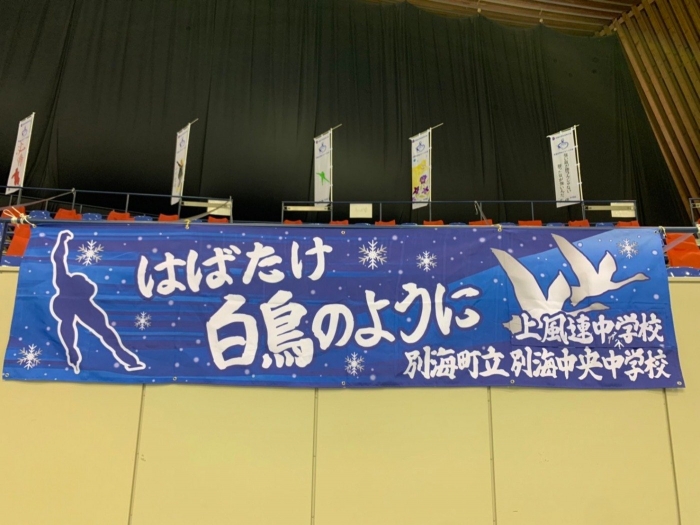 はばたけ
白鳥のように
上風連中学校
別海町立別海中央中学校